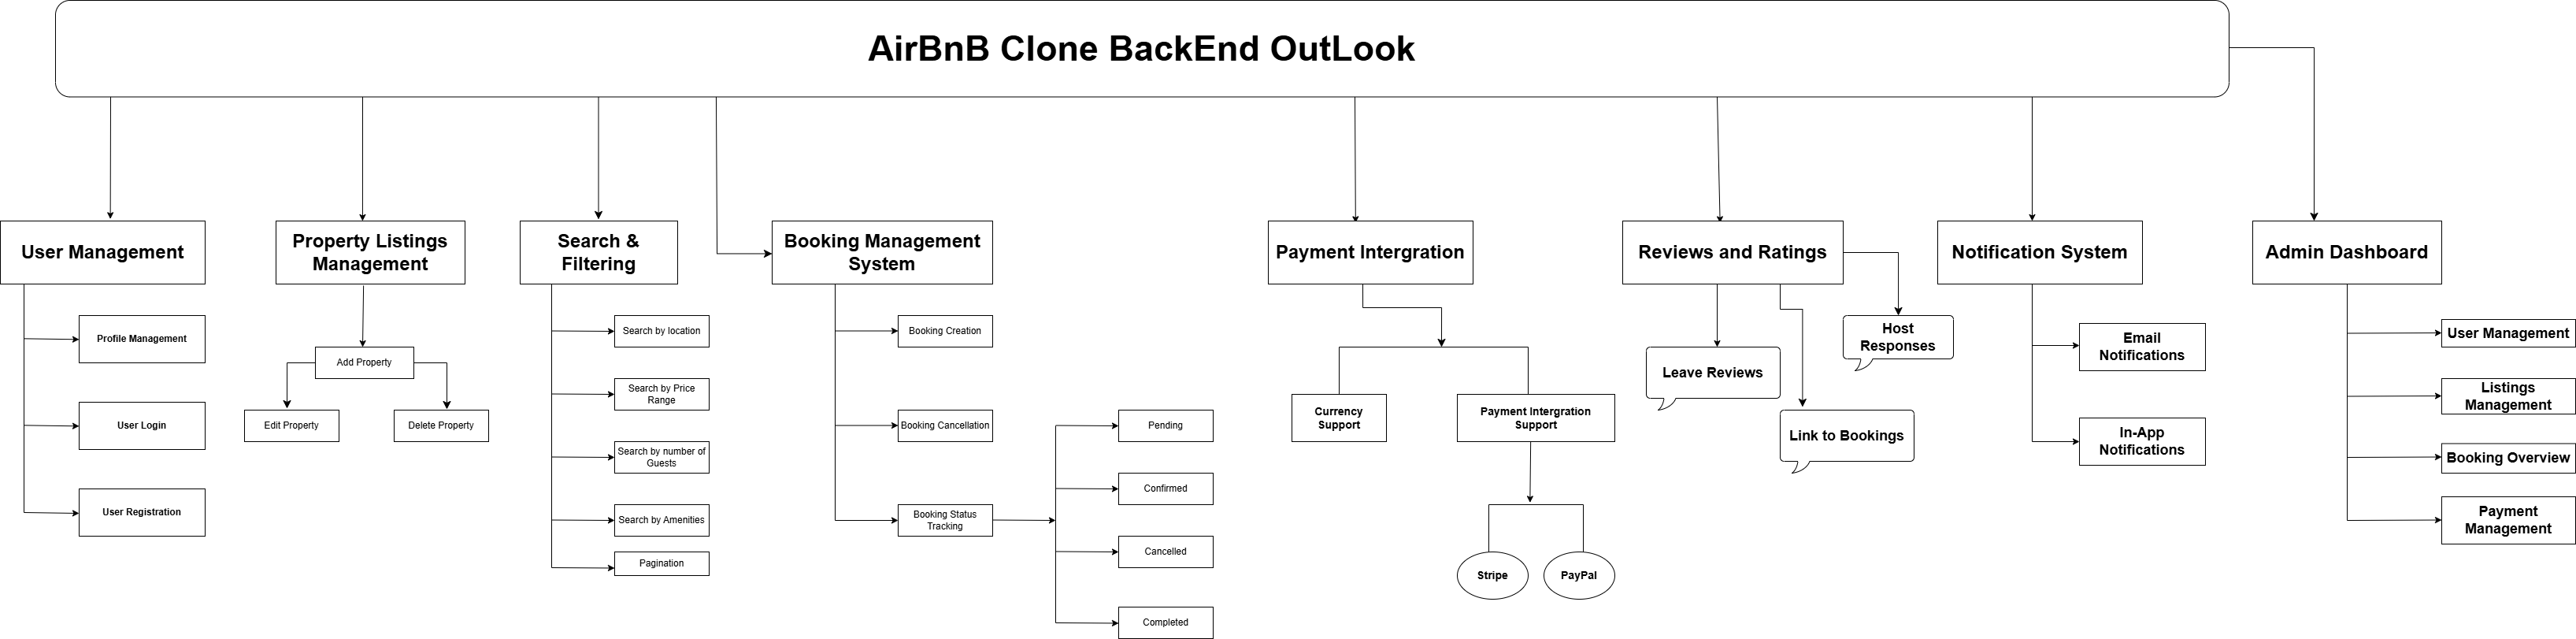 AirBnB Clone BackEnd OutLook
User Management
Profile Management
User Login
User Registration
Property Listings
Management
Add Property
Edit Property
Delete Property
Search &
Filtering
Search by location
Search by Price
Range
Search by number of
Guests
Search by Amenities
Pagination
Booking Management
System
Booking Creation
Booking Cancellation
Booking Status
Tracking
Pending
Confirmed
Cancelled
Completed
Payment Intergration
Currency
Support
Payment Intergration
Support
Stripe
PayPal
Reviews and Ratings
Leave Reviews
Link to Bookings
Host
Responses
Notification System
Email
Notifications
In-App
Notifications
Admin Dashboard
User Management
Listings
Management
Booking Overview
Payment
Management